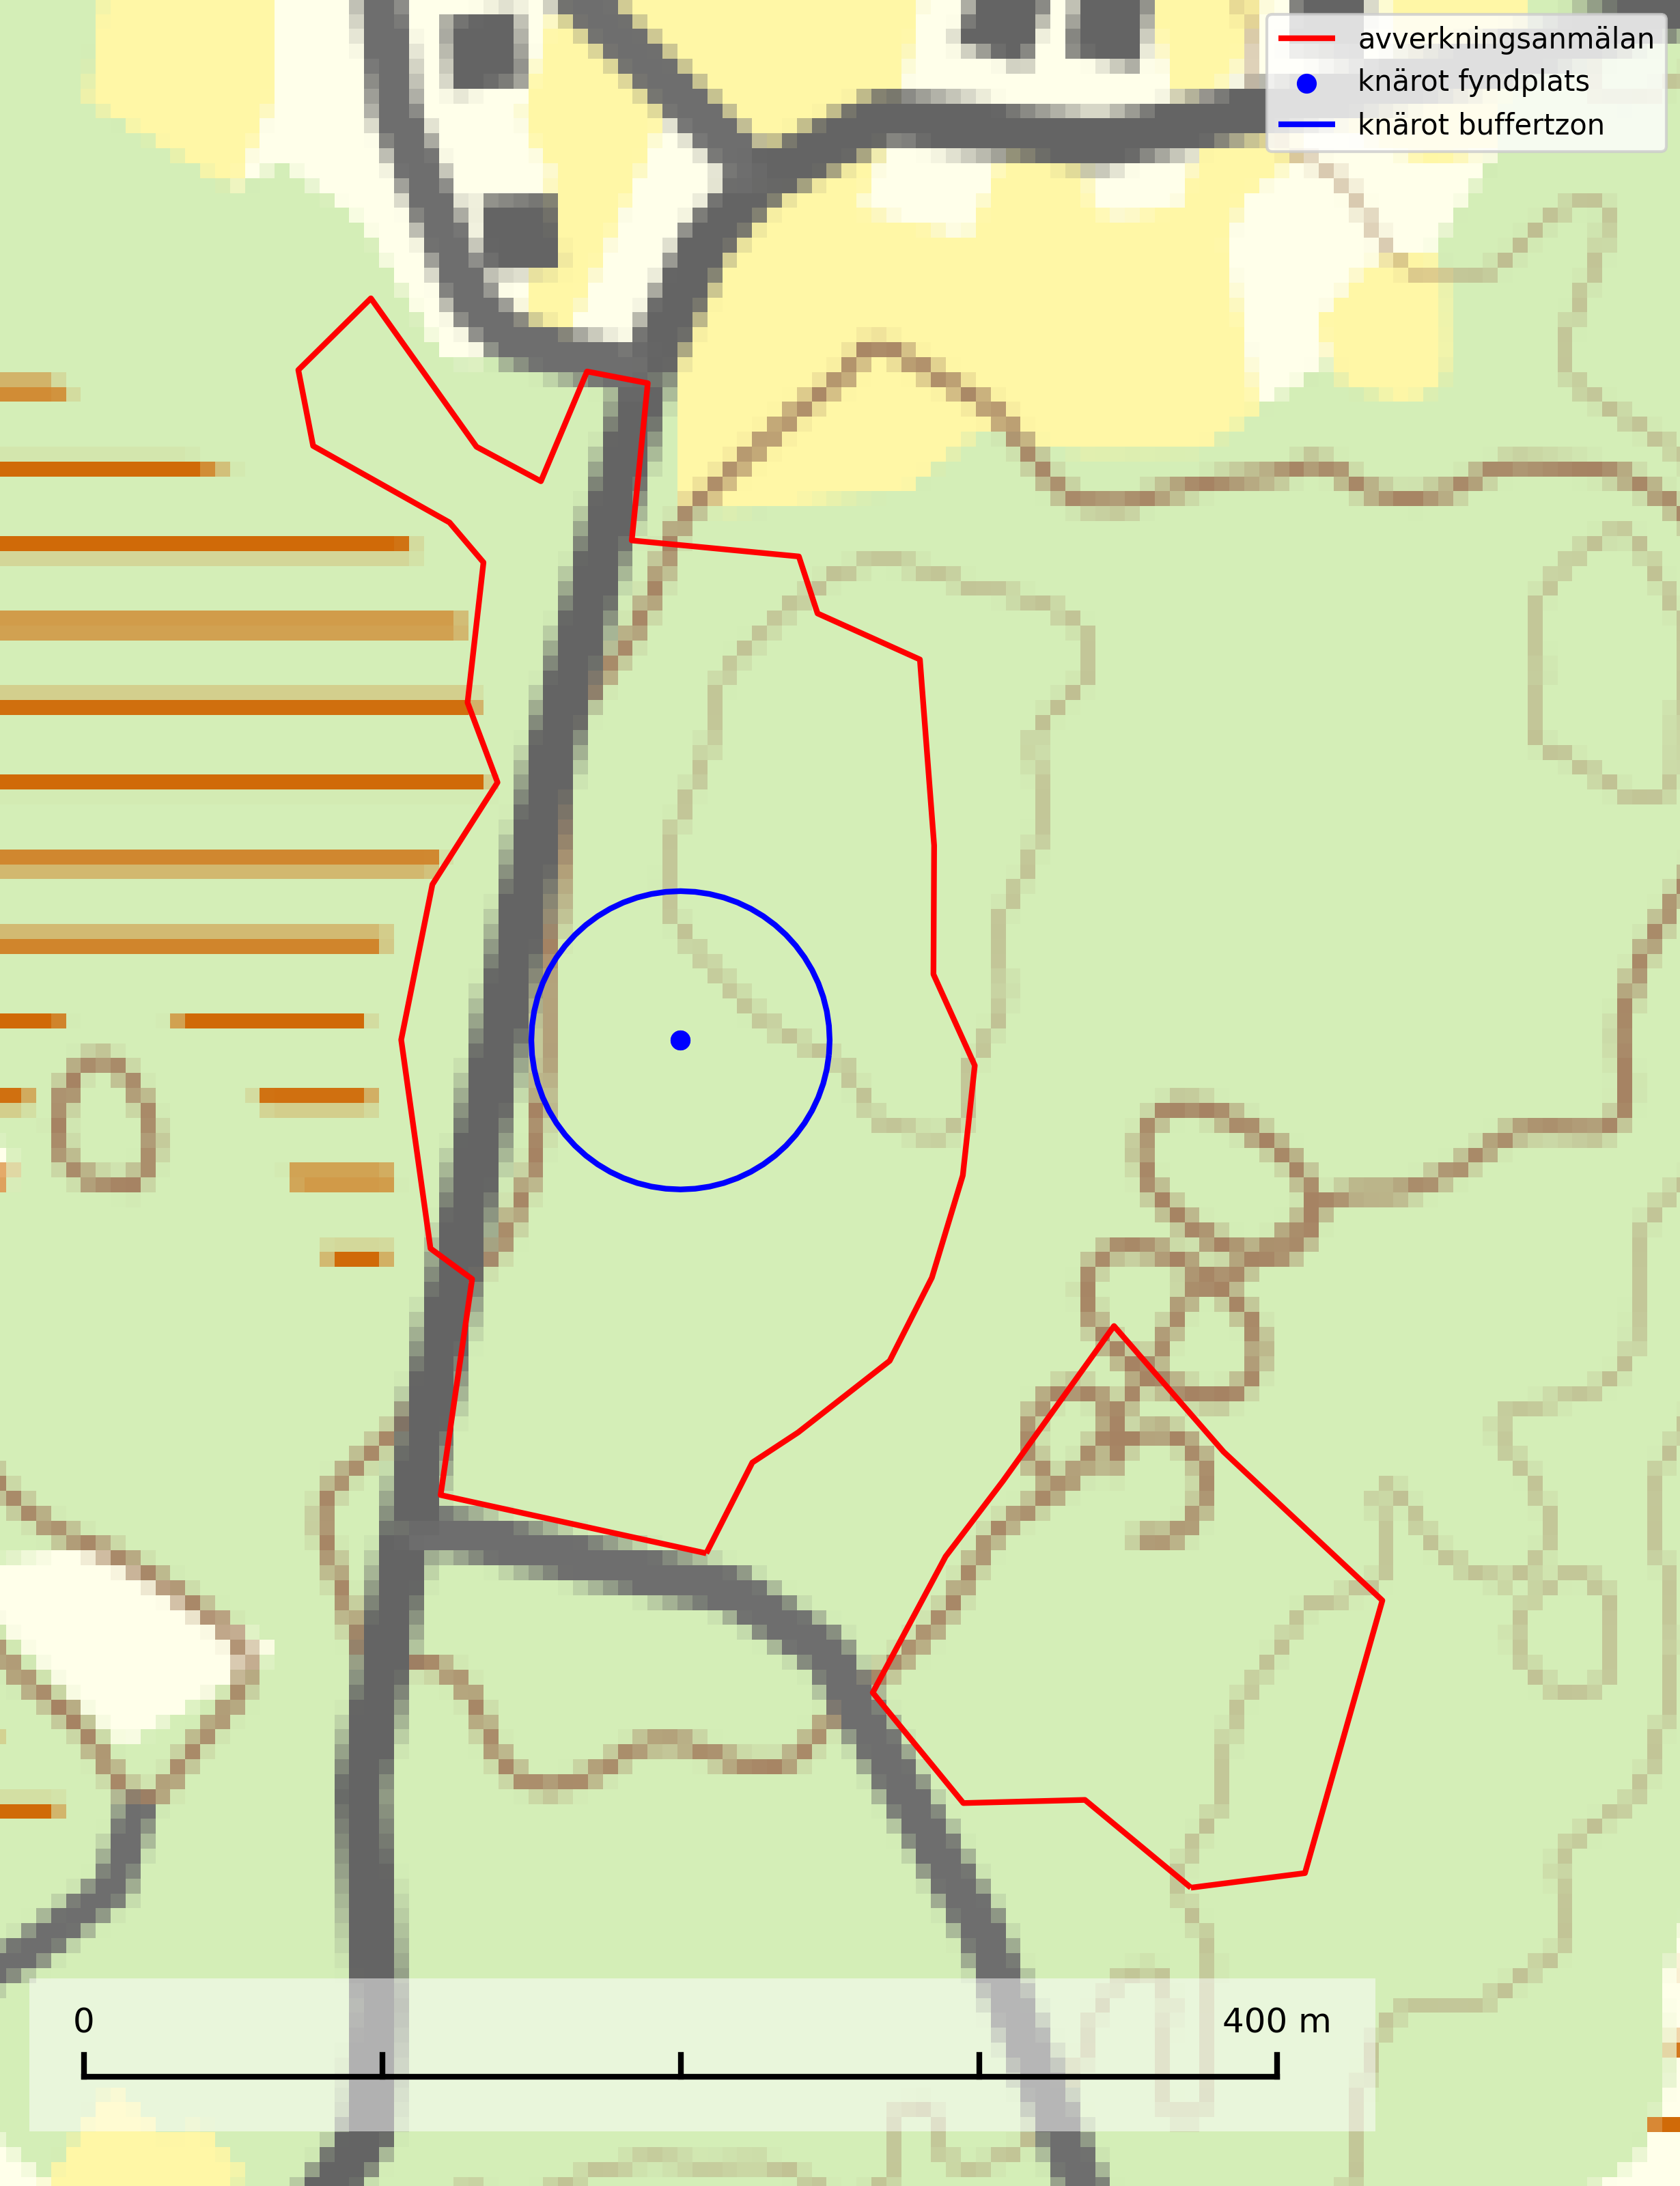 avverkningsanmälan
knärot fyndplats
knärot buffertzon
0 400 m